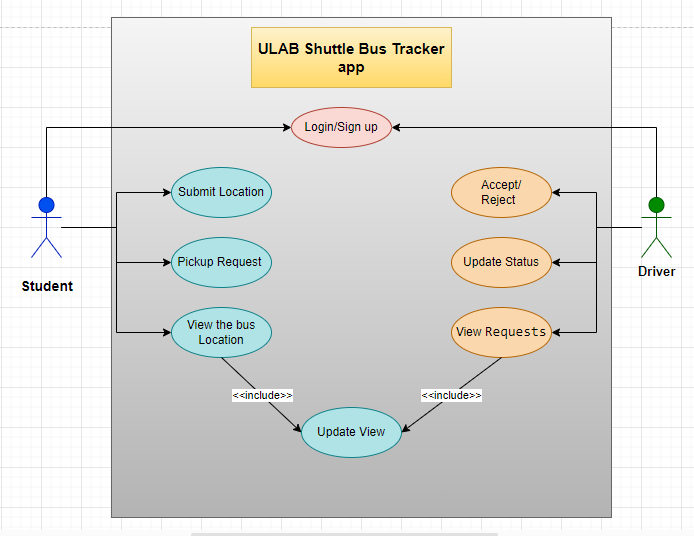 ULAB Shuttle Bus Tracker
app
Login/Sign up
Submit Location
Accept/
Reject
Pickup Request
Update Status
Student
Driver
View the bus
Location
View Requests
<<include>>
<<include>>
Update View